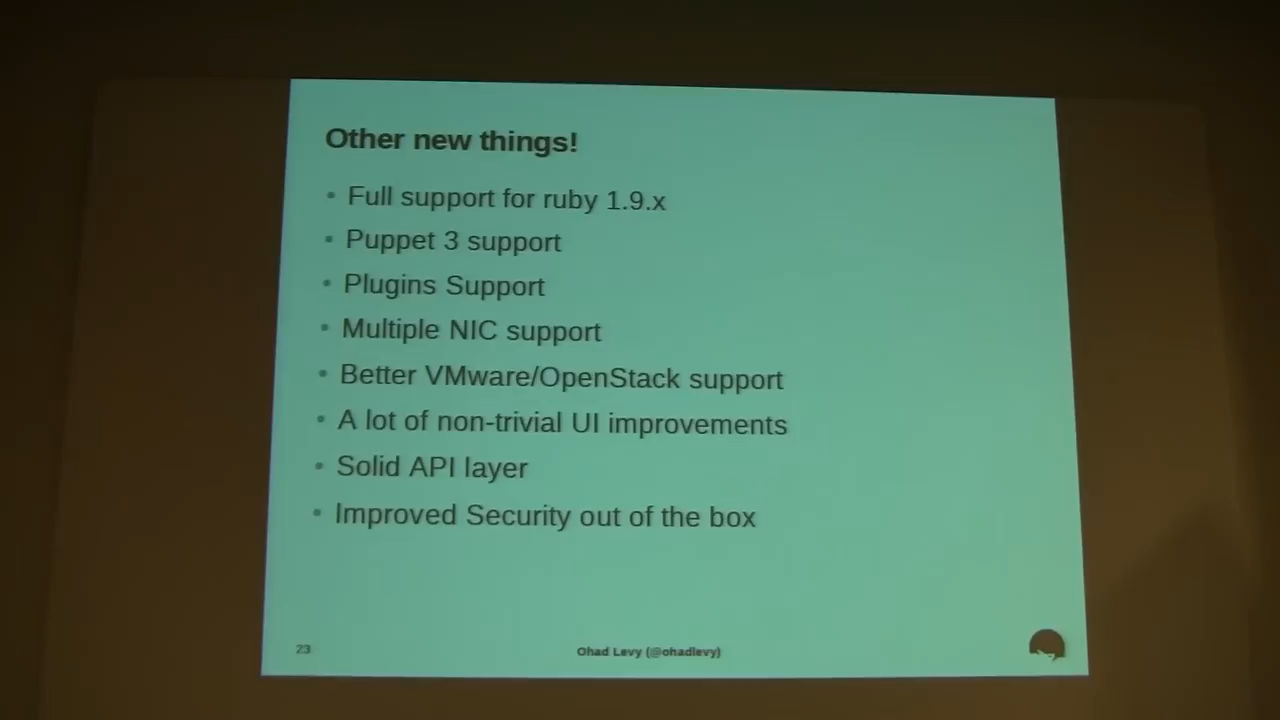 Other new things!
• Full support for ruby 1.9.x
• Puppet 3 support
• Plugins Support
• Multiple NIC support
• Better VMware/OpenStack support
• A lot of non-trivial UI improvements
• Solid API layer
• Improved Security out of the box
23
Ohad Levy (@ohadlevy)